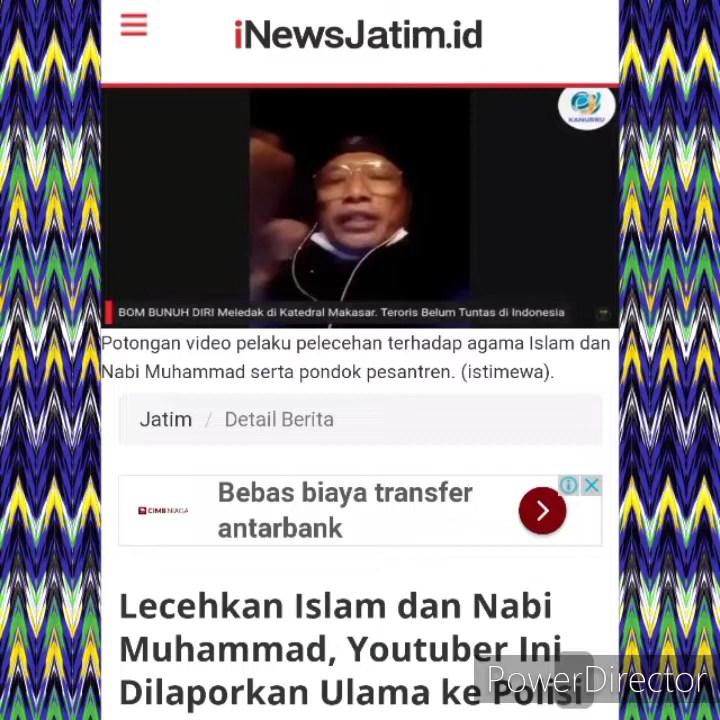 iNewsJatim.id
KANURRU
BOM BUNUH DIRI Meledak di Katedral Makasar. Teroris Belum Tuntas di Indonesia
Potongan video pelaku pelecehan terhadap agama Islam dan
Nabi Muhammad serta pondok pesantren. (istimewa).
Jatim / Detail Berita
Bebas biaya transfer
CIMB NIAGA
antarbank
Lecehkan Islam dan Nabi
Muhammad, Youtuber Ini
Dilaporkan Ulama ke Polisi
PowerDirector